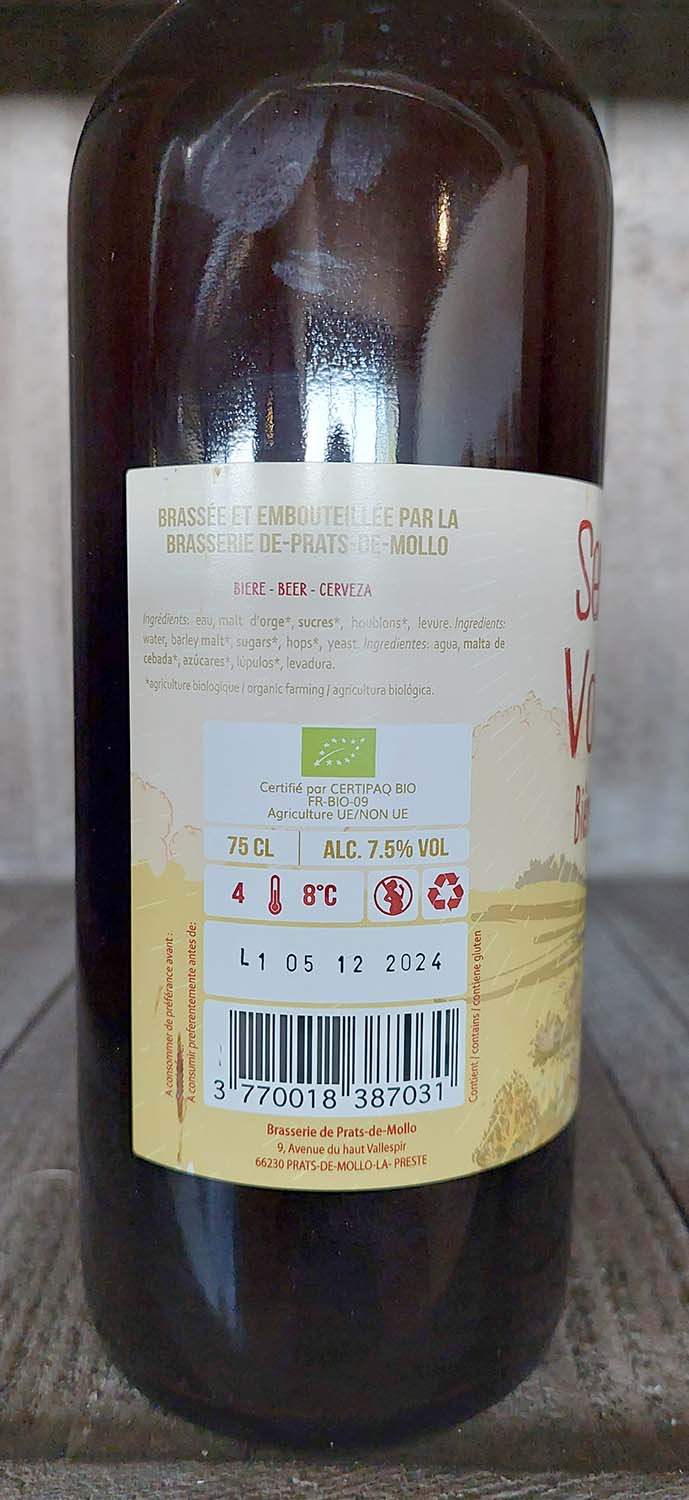 BRASSÉE ET EMBOUTEILLÉE PAR LA
BRASSERIE DE-PRATS-DE-MOLLO
BIERE - BEER - CERVEZA
Ingrédients: eau, malt d'orge*, sucres*, houblons*, levure. Ingredients:
water, barley malt*, sugars*, hops*, yeast. Ingredientes: agua, malta de
cebada*, azúcares*, lúpulos*, levadura.
*agriculture biologique / organic farming / agricultura biológica.
Certifié par CERTIPAQ BIO
FR-BIO-09
Agriculture UE/NON UE
75 CL
ALC. 7.5% VOL
4 8°C
A consommer de préférance avant :
A consumir preferentemente antes de:
L1 05 12 2024
Contient / contains / contiene gluten
3 770018 387031
Brasserie de Prats-de-Mollo
9, Avenue du haut Vallespir
66230 PRATS-DE-MOLLO-LA- PRESTE